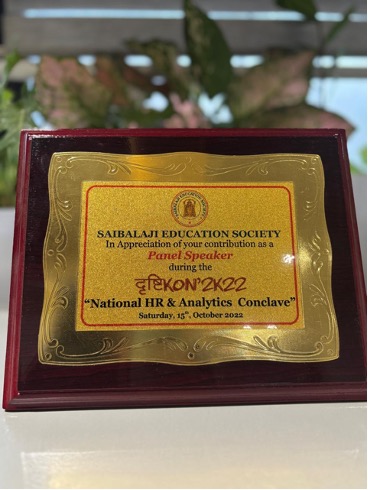 SAIBALAJI EDUCATION SOCIETY
In Appreciation of your contribution as a
Panel Speaker
during the
दृष्टिKON'2K22
“National HR & Analytics Conclave”
Saturday, 15th, October 2022